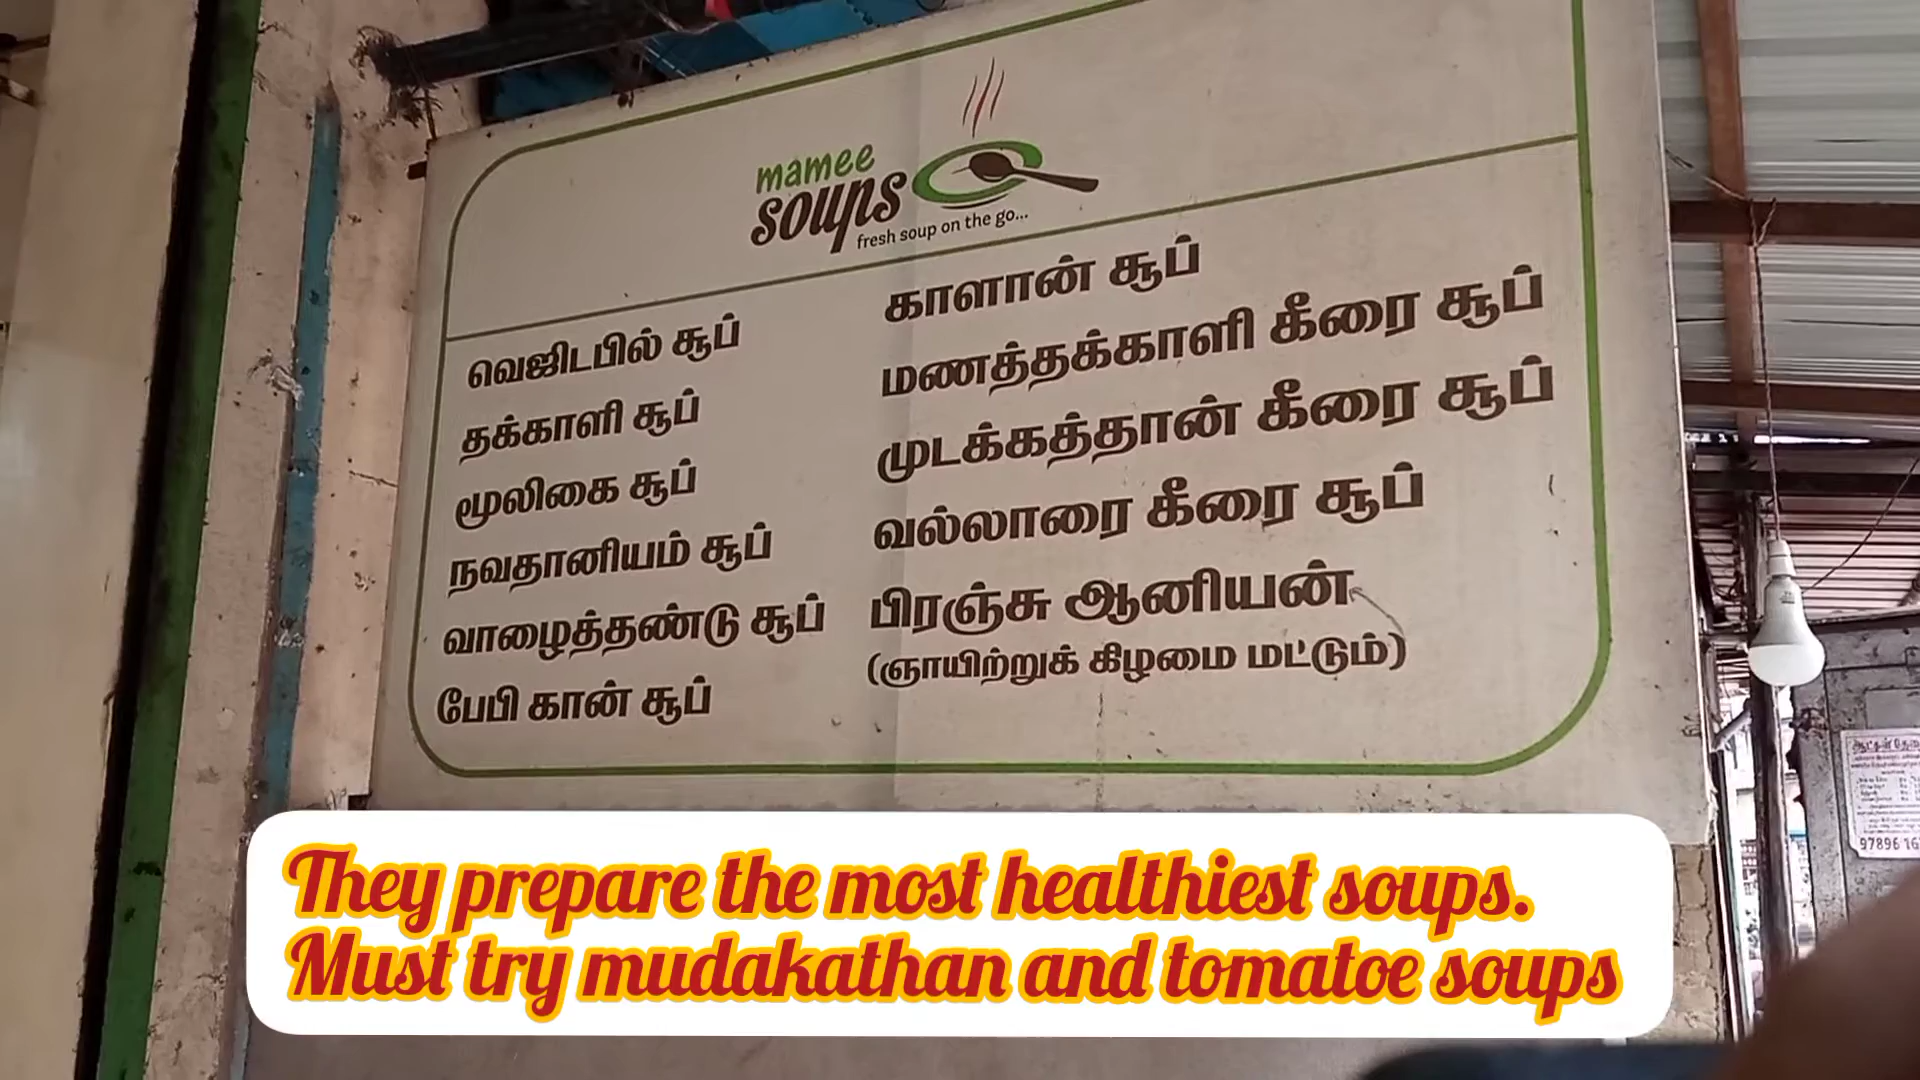 mamee
soups
fresh soup on the go...
வெஜிடபில் சூப்
தக்காளி சூப்
மூலிகை சூப்
நவதானியம் சூப்
வாழைத்தண்டு சூப்
பேபி கான் சூப்
காளான் சூப்
மணத்தக்காளி கீரை சூப்
முடக்கத்தான் கீரை சூப்
வல்லாரை கீரை சூப்
பிரஞ்சு ஆனியன்
(ஞாயிற்றுக் கிழமை மட்டும்)
They prepare the most healthiest soups.
Must try mudakathan and tomatoe soups